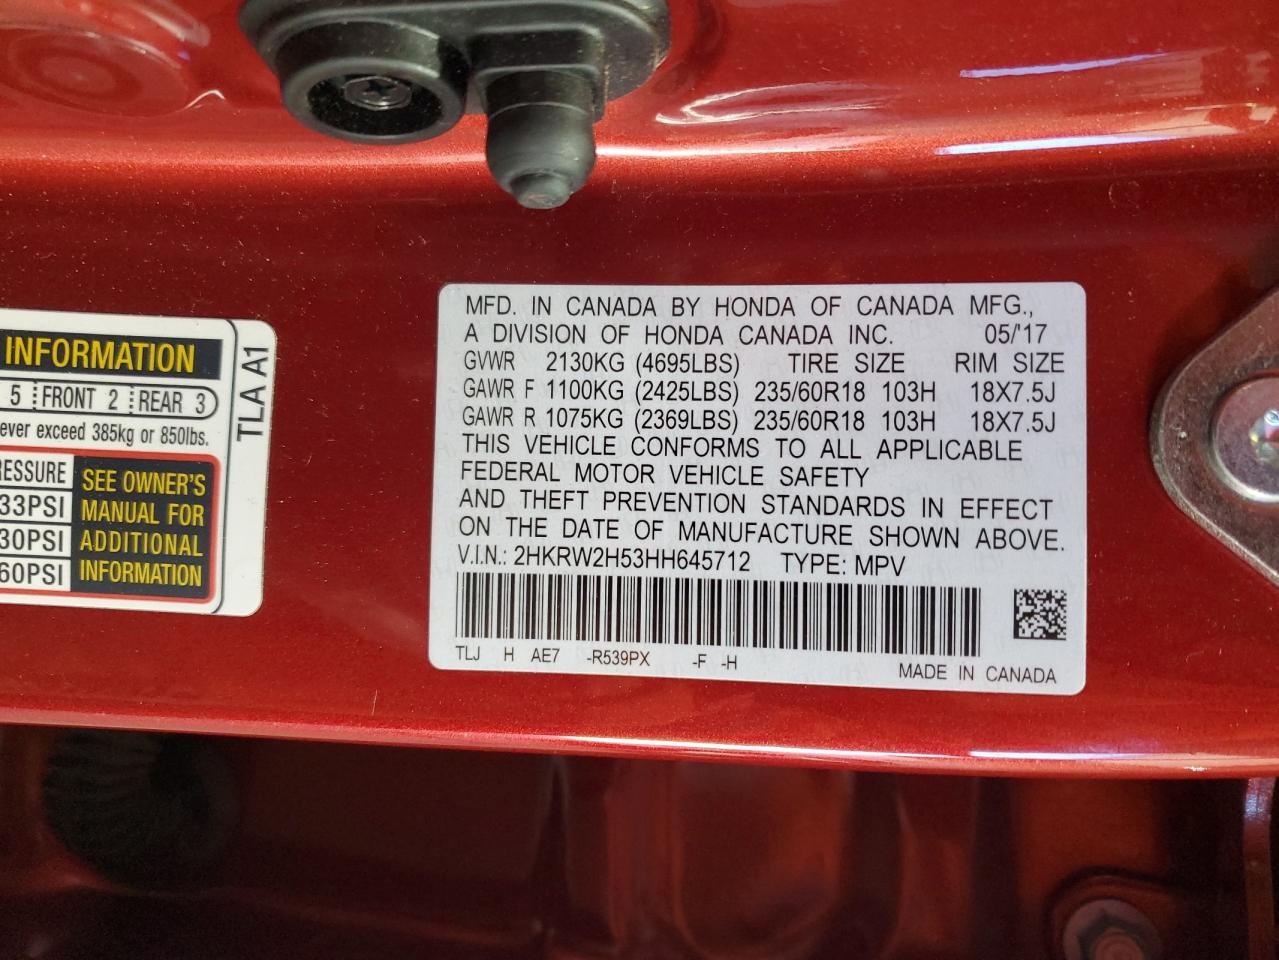 INFORMATION
5 FRONT 2 REAR 3
ever exceed 385kg or 850lbs.
RESSURE
33PSI
30PSI
60PSI
SEE OWNER'S
MANUAL FOR
ADDITIONAL
INFORMATION
TLA A1
MFD. IN CANADA BY HONDA OF CANADA MFG.,
A DIVISION OF HONDA CANADA INC. 05/'17
GVWR 2130KG (4695LBS) TIRE SIZE RIM SIZE
GAWR F 1100KG (2425LBS) 235/60R18 103H 18X7.5J
GAWR R 1075KG (2369LBS) 235/60R18 103H 18X7.5J
THIS VEHICLE CONFORMS TO ALL APPLICABLE
FEDERAL MOTOR VEHICLE SAFETY
AND THEFT PREVENTION STANDARDS IN EFFECT
ON THE DATE OF MANUFACTURE SHOWN ABOVE.
V.I.N.: 2HKRW2H53HH645712 TYPE: MPV
TLJ H AE7 -R539PX -F -H
MADE IN CANADA